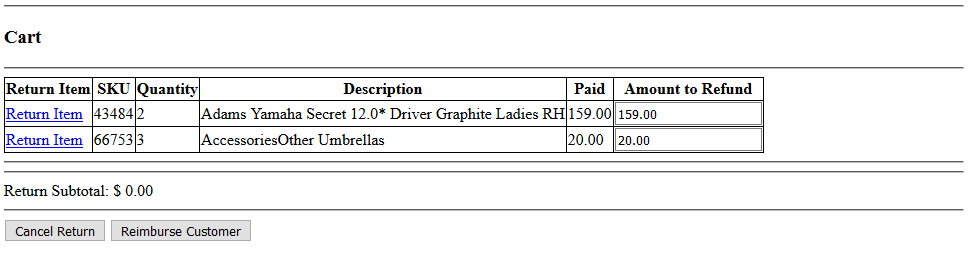 Cart
Return Item SKU Quantity Description Paid Amount to Refund
Return Item 43484 2 Adams Yamaha Secret 12.0* Driver Graphite Ladies RH 159.00 159.00
Return Item 66753 3 AccessoriesOther Umbrellas 20.00 20.00
Return Subtotal: $ 0.00
Cancel Return Reimburse Customer